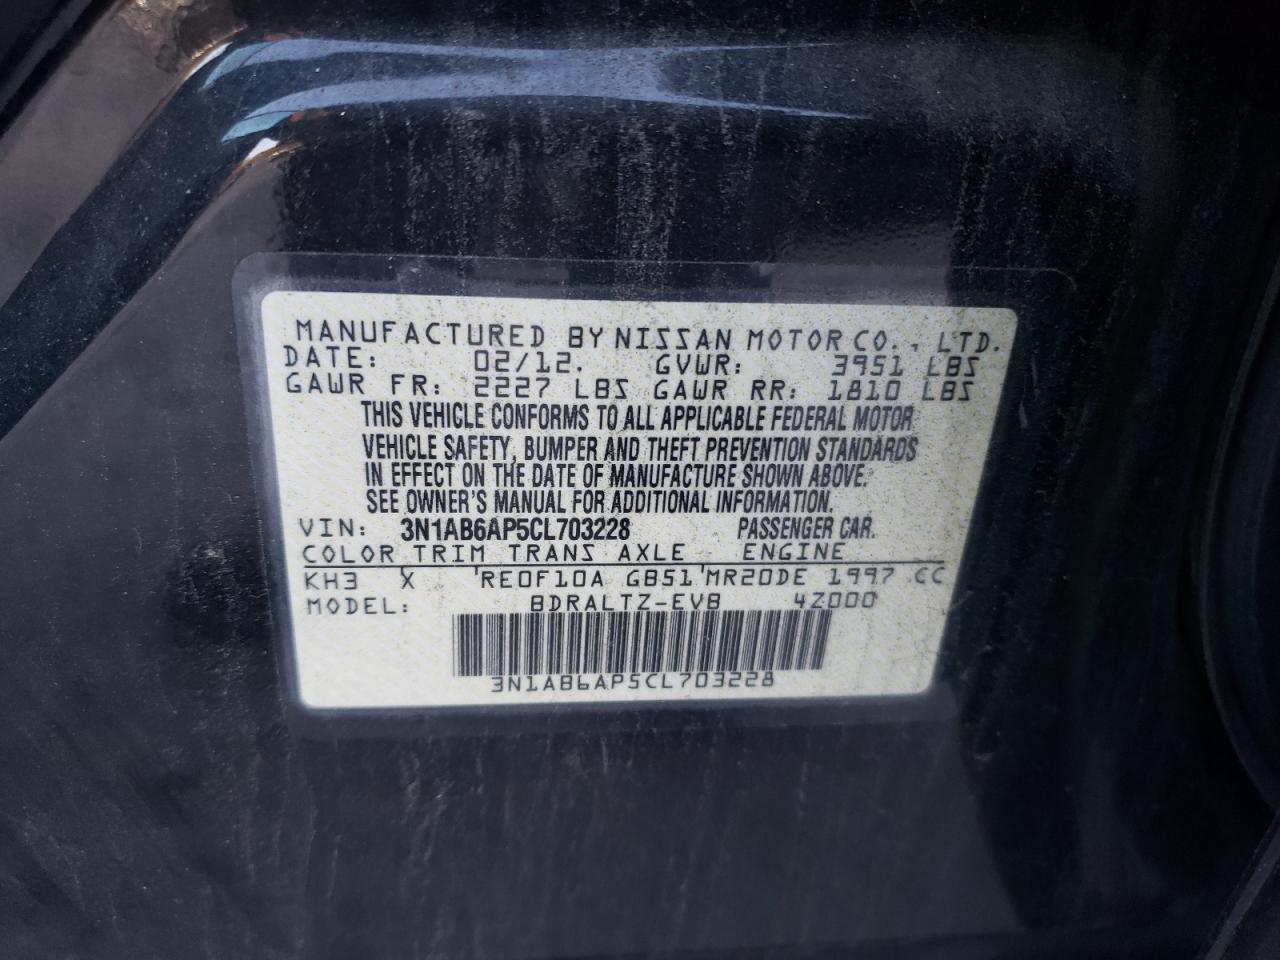 MANUFACTURED BY NISSAN MOTOR CO., LTD.
DATE: 02/12. GVWR: 3951 LBS
GAWR FR: 2227 LBS GAWR RR: 1810 LBS
THIS VEHICLE CONFORMS TO ALL APPLICABLE FEDERAL MOTOR
VEHICLE SAFETY, BUMPER AND THEFT PREVENTION STANDARDS
IN EFFECT ON THE DATE OF MANUFACTURE SHOWN ABOVE.
SEE OWNER'S MANUAL FOR ADDITIONAL INFORMATION.
VIN: 3N1AB6AP5CL703228 PASSENGER CAR.
COLOR TRIM TRANS AXLE ENGINE
KH3 X RE0F10A GB51 MR20DE 1997 CC
MODEL: BDRALTZ-EVB 4Z000
3N1AB6AP5CL703228